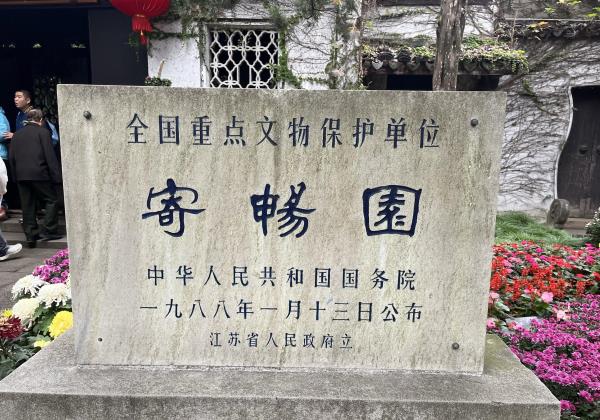 全国重点文物保护单位
寄暢園
中华人民共和国国务院
一九八八年一月十三日公布
江苏省人民政府立